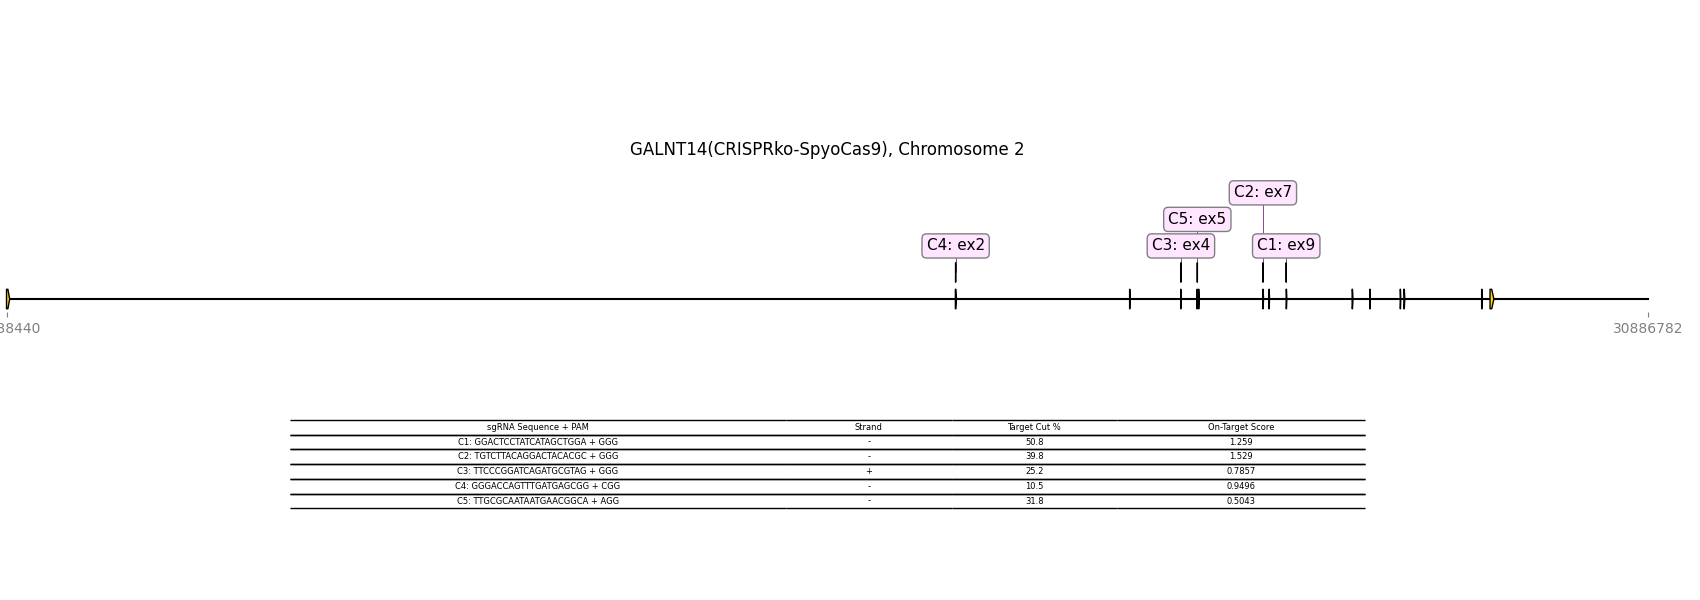 GALNT14(CRISPRko-SpyoCas9), Chromosome 2
C2: ex7
C5: ex5
C4: ex2 C3: ex4 C1: ex9
38440 30886782
sgRNA Sequence + PAM Strand Target Cut % On-Target Score
C1: GGACTCCTATCATAGCTGGA + GGG - 50.8 1.259
C2: TGTCTTACAGGACTACACGC + GGG - 39.8 1.529
C3: TTCCCGGATCAGATGCGTAG + GGG + 25.2 0.7857
C4: GGGACCAGTTTGATGAGCGG + CGG - 10.5 0.9496
C5: TTGCGCAATAATGAACGGCA + AGG - 31.8 0.5043